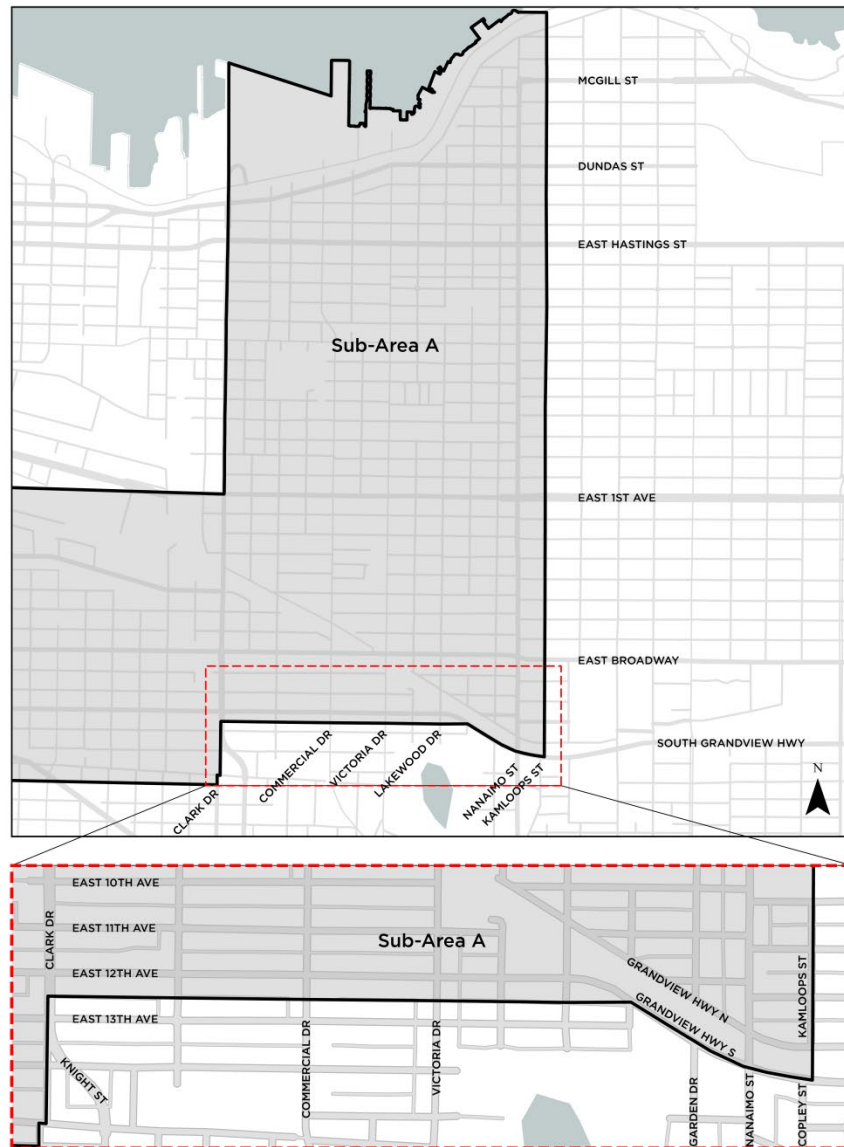 MCGILL ST
DUNDAS ST
EAST HASTINGS ST
Sub-Area A
EAST 1ST AVE
EAST BROADWAY
SOUTH GRANDVIEW HWY
COMMERCIAL DR
VICTORIA DR
LAKEWOOD DR
NANAIMO ST
KAMLOOPS ST
CLARK DR
N
EAST 10TH AVE
CLARK DR
EAST 11TH AVE
Sub-Area A
EAST 12TH AVE
GRANDVIEW HWY N
KAMLOOPS ST
EAST 13TH AVE
GRANDVIEW HWY S
KNIGHT ST
COMMERCIAL DR
VICTORIA DR
GARDEN DR
NANAIMO ST
COPLEY ST